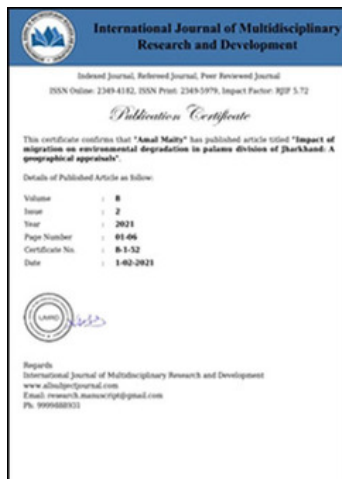 International Journal of Multidisciplinary
Research and Development
Indexed Journal, Refereed Journal, Peer Reviewed Journal
ISSN Online: 2349-4182, ISSN Print: 2349-5979, Impact Factor: RJIF 5.72
Publication Certificate
This certificate confirms that "Amal Maity" has published article titled "Impact of
migration on environmental degradation in palamu division of Jharkhand: A
geographical appraisals".
Details of Published Article as follow:
Volume : 8
Issue : 2
Year : 2021
Page Number : 01-06
Certificate No. : 8-1-52
Date : 1-02-2021
IJMRD
Regards
International Journal of Multidisciplinary Research and Development
www.allsubjectjournal.com
Email: research.manuscript@gmail.com
Ph: 9999888931